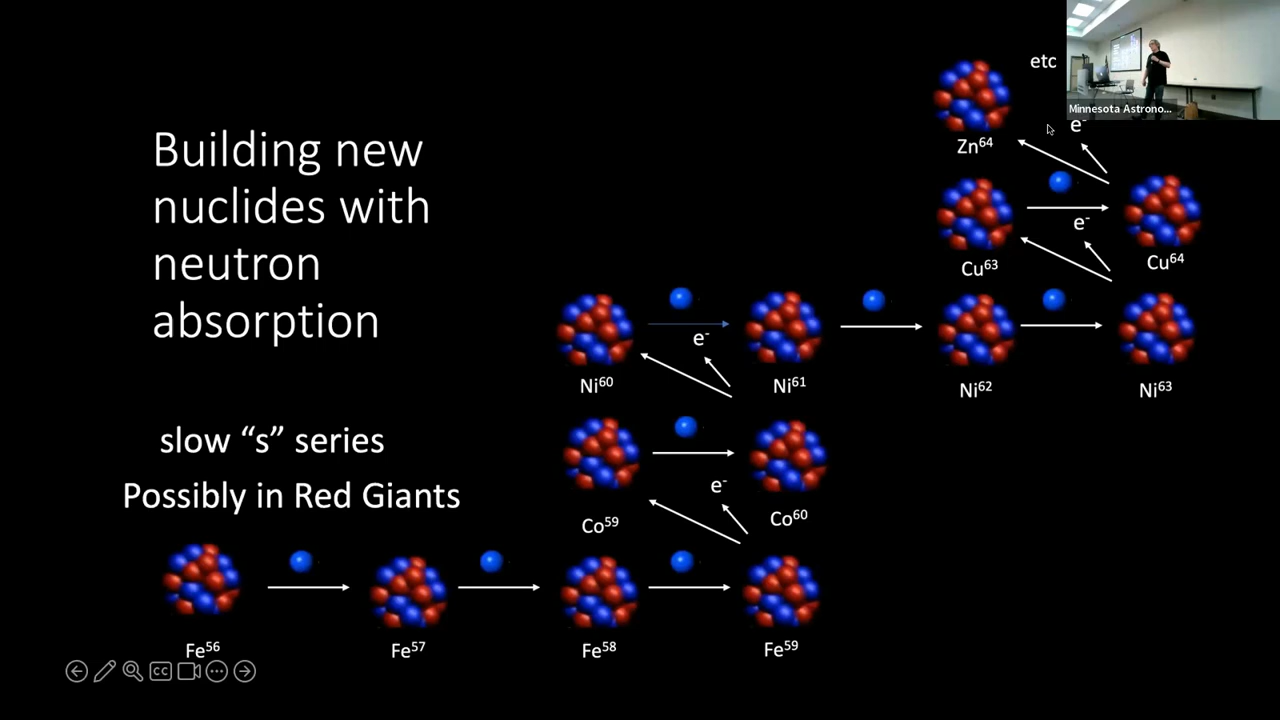 Building new
nuclides with
neutron
absorption
slow “s” series
Possibly in Red Giants
etc
Minnesota Astrono...
e-
Zn64
e-
Cu63
Cu64
e-
Ni60
Ni61
Ni62
Ni63
e-
Co59
Co60
Fe56
Fe57
Fe58
Fe59
CC